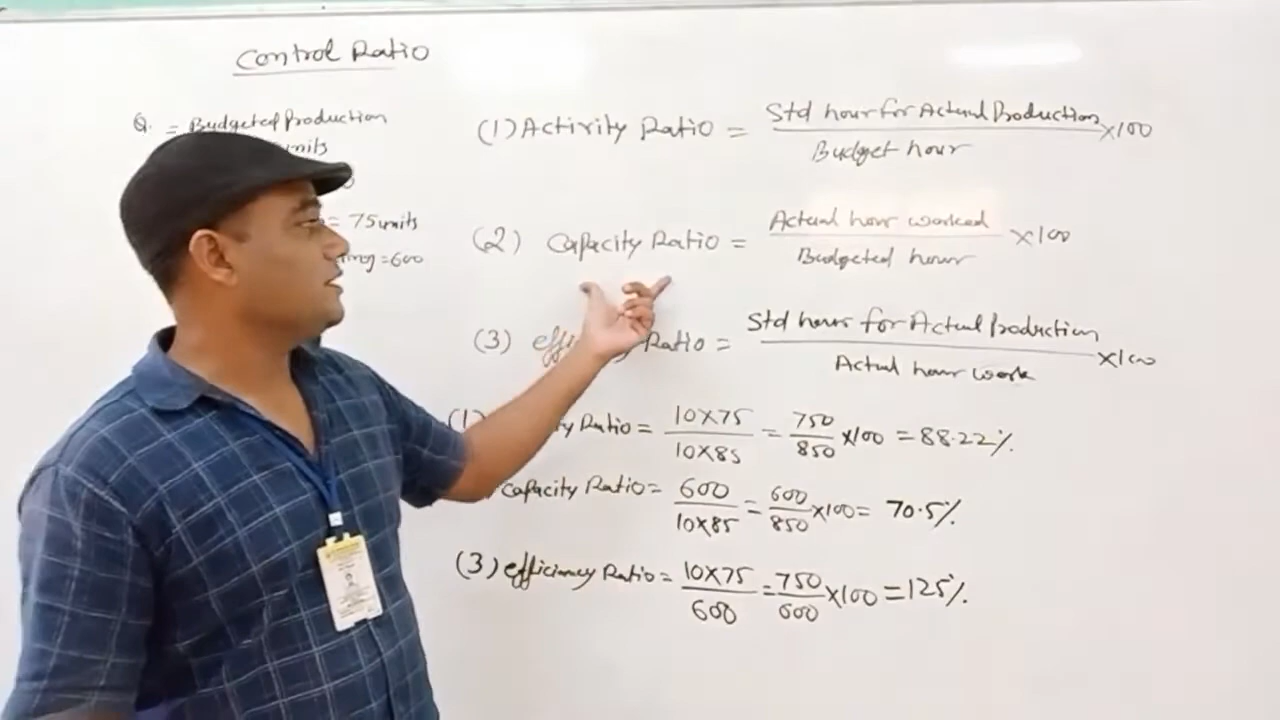 Control Ratio
Q. = Budgeted Production
units
= 75 units
= 600
(1) Activity Ratio = Std hour for Actual Production / Budget hour ×100
(2) Capacity Ratio = Actual hour worked / Budgeted hour ×100
(3) Ratio = Std hours for Actual Production / Actual hour work ×100
Ratio = 10×75 / 10×85 = 750 / 850 ×100 = 88.22%
Capacity Ratio = 600 / 10×85 = 600 / 850 ×100 = 70.5%
(3) efficiency Ratio = 10×75 / 600 = 750 / 600 ×100 = 125%